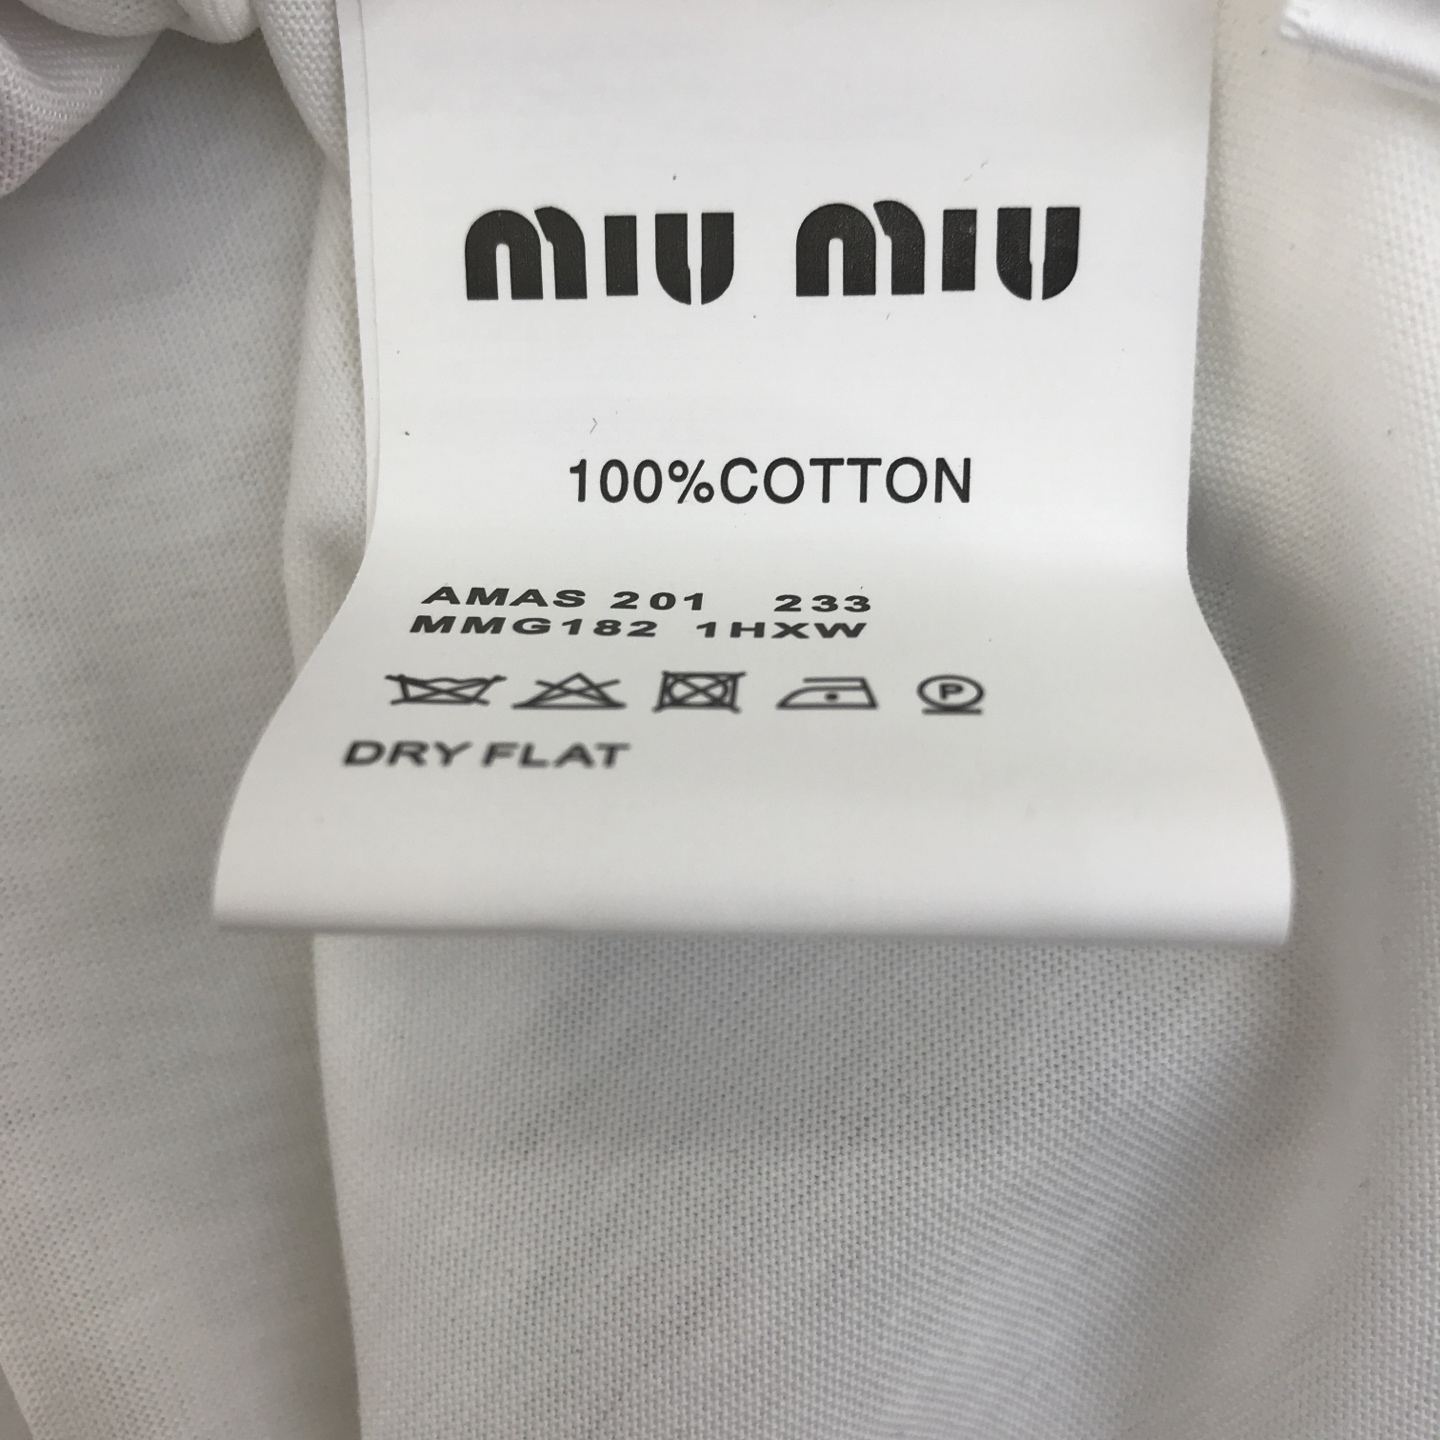 MIU MIU
100%COTTON
AMAS 201 233
MMG182 1HXW
P
DRY FLAT